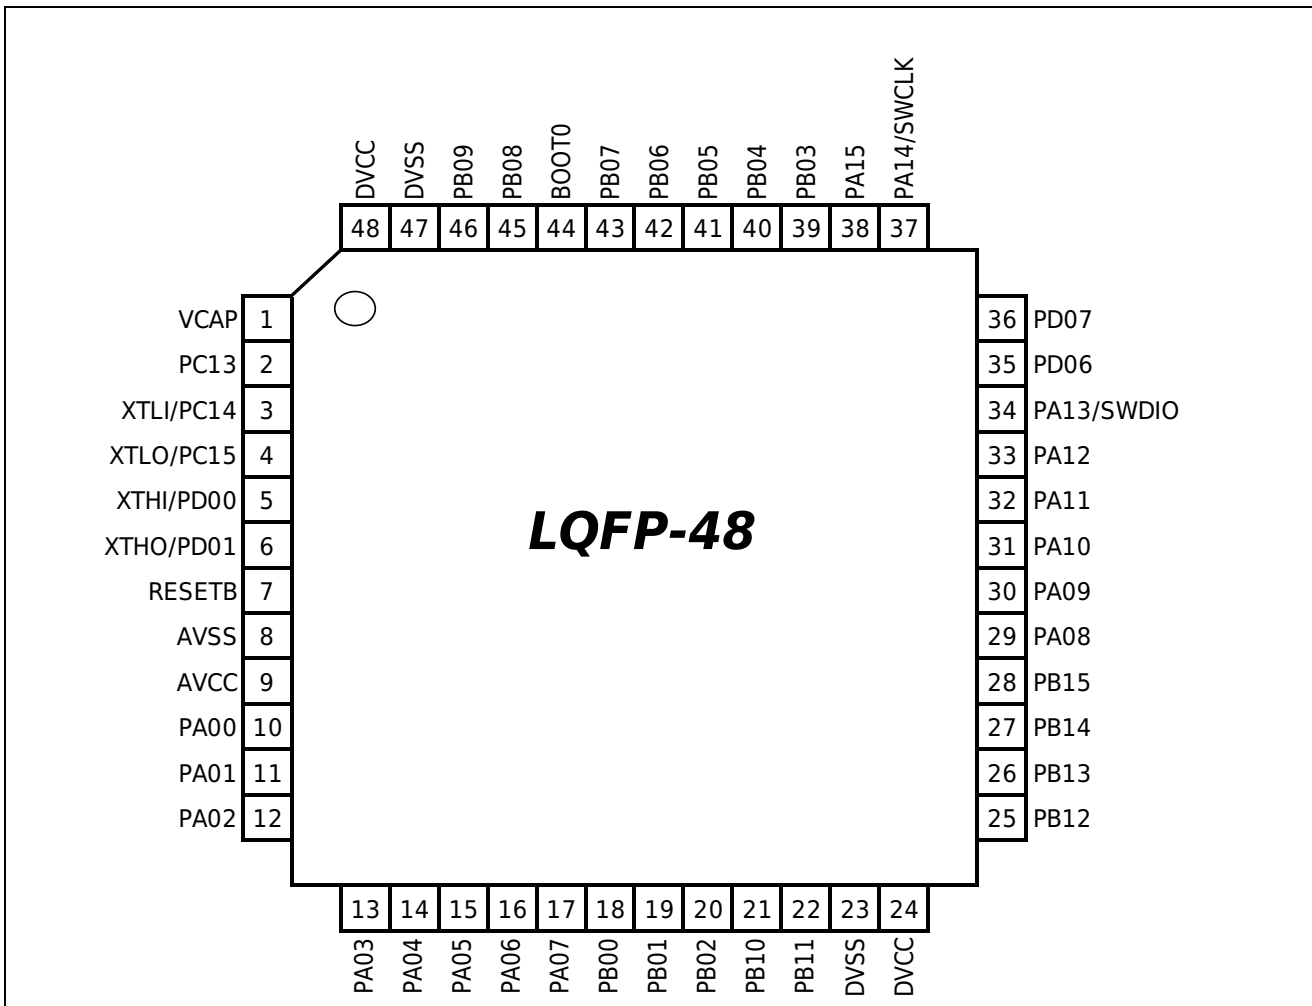 DVCC
DVSS
PB09
PB08
BOOT0
PB07
PB06
PB05
PB04
PB03
PA15
PA14/SWCLK
48 47 46 45 44 43 42 41 40 39 38 37
VCAP 1
36 PD07
PC13 2
35 PD06
XTLI/PC14 3
34 PA13/SWDIO
XTLO/PC15 4
33 PA12
XTHI/PD00 5
32 PA11
XTHO/PD01 6
31 PA10
RESETB 7
30 PA09
AVSS 8
29 PA08
AVCC 9
28 PB15
PA00 10
27 PB14
PA01 11
26 PB13
PA02 12
25 PB12
LQFP-48
13 14 15 16 17 18 19 20 21 22 23 24
PA03
PA04
PA05
PA06
PA07
PB00
PB01
PB02
PB10
PB11
DVSS
DVCC